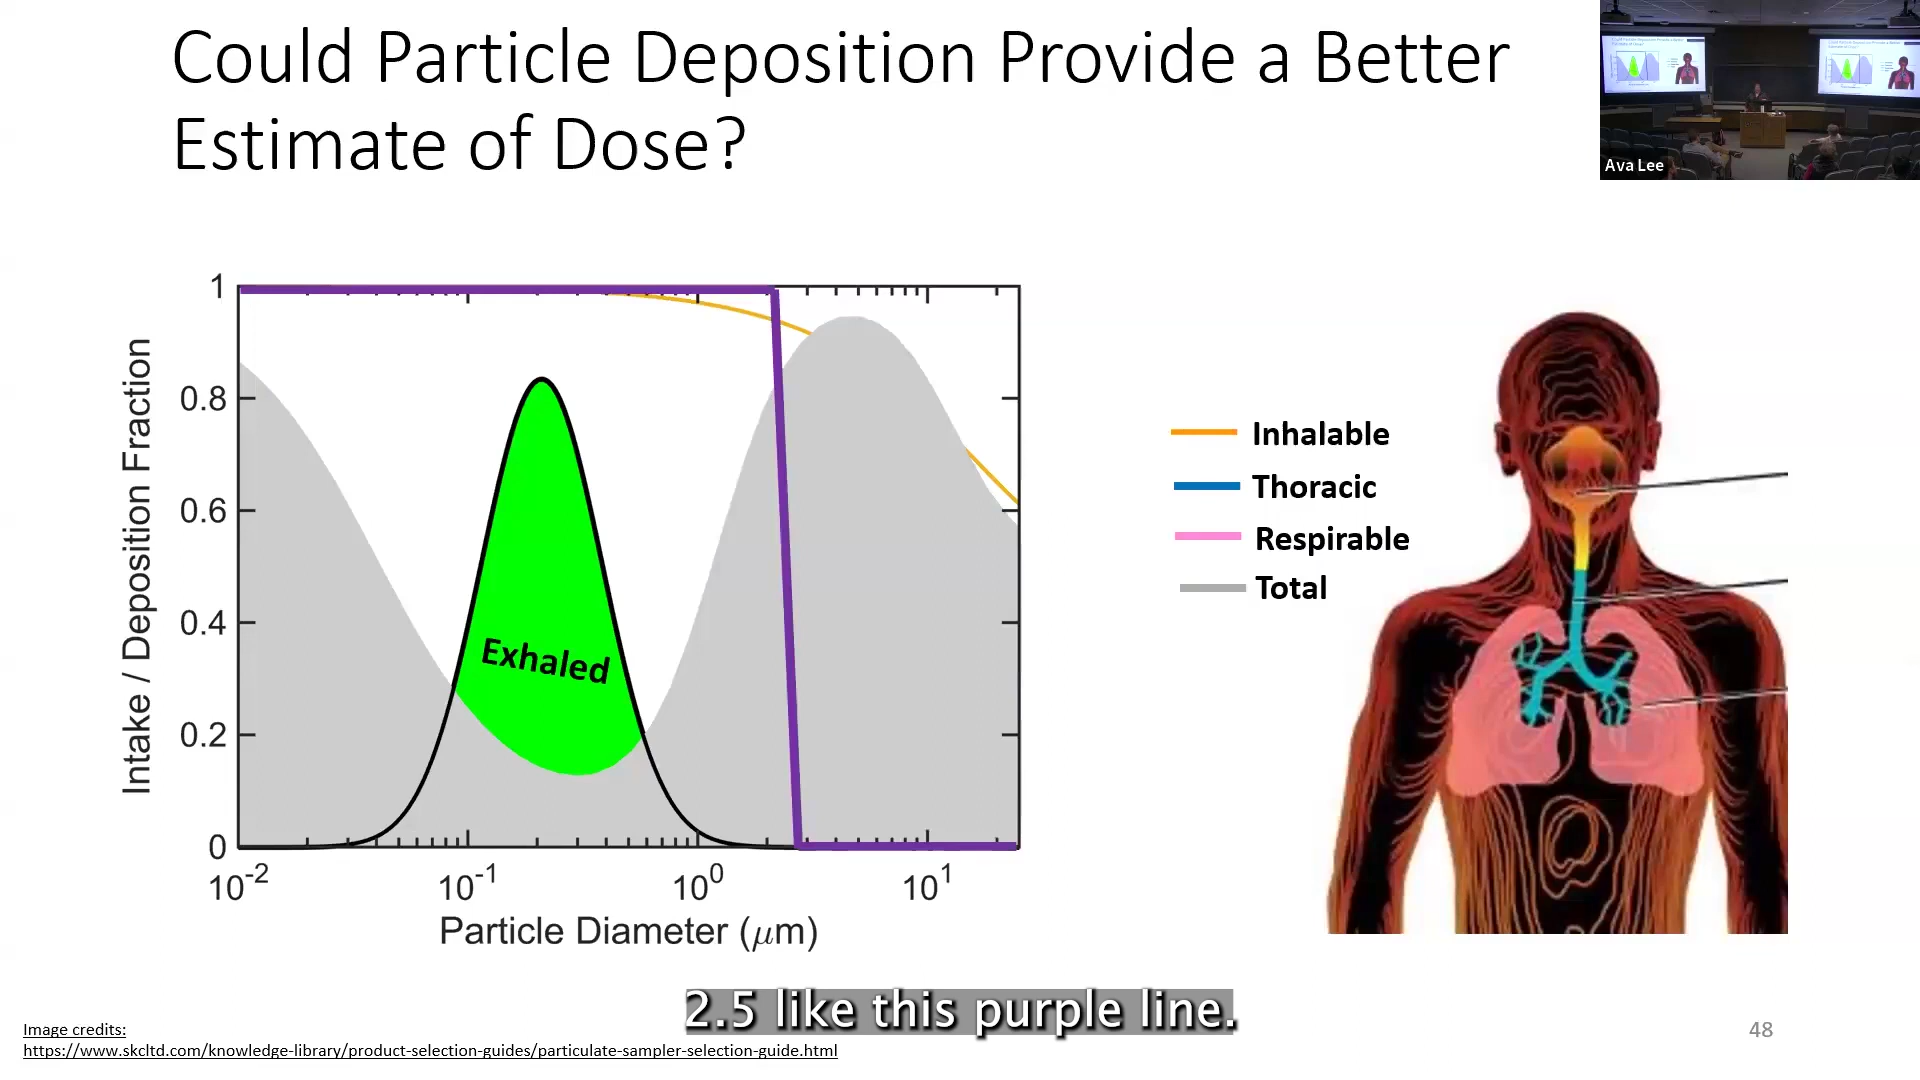 Could Particle Deposition Provide a Better
Estimate of Dose?
Ava Lee
Intake / Deposition Fraction
1
0.8
0.6
0.4
0.2
0
Exhaled
10-2
10-1
100
101
Particle Diameter (μm)
Inhalable
Thoracic
Respirable
Total
2.5 like this purple line.
Image credits:
https://www.skcltd.com/knowledge-library/product-selection-guides/particulate-sampler-selection-guide.html
48